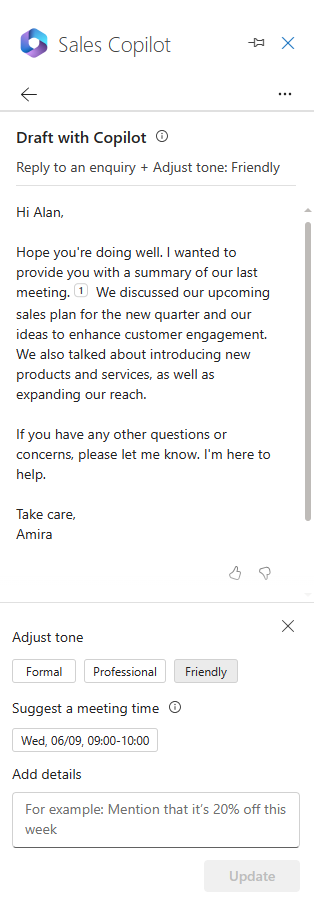 Sales Copilot
Draft with Copilot
Reply to an enquiry + Adjust tone: Friendly
Hi Alan,
Hope you're doing well. I wanted to
provide you with a summary of our last
meeting. 1 We discussed our upcoming
sales plan for the new quarter and our
ideas to enhance customer engagement.
We also talked about introducing new
products and services, as well as
expanding our reach.
If you have any other questions or
concerns, please let me know. I'm here to
help.
Take care,
Amira
Adjust tone
Formal Professional Friendly
Suggest a meeting time
Wed, 06/09, 09:00-10:00
Add details
For example: Mention that it's 20% off this
week
Update